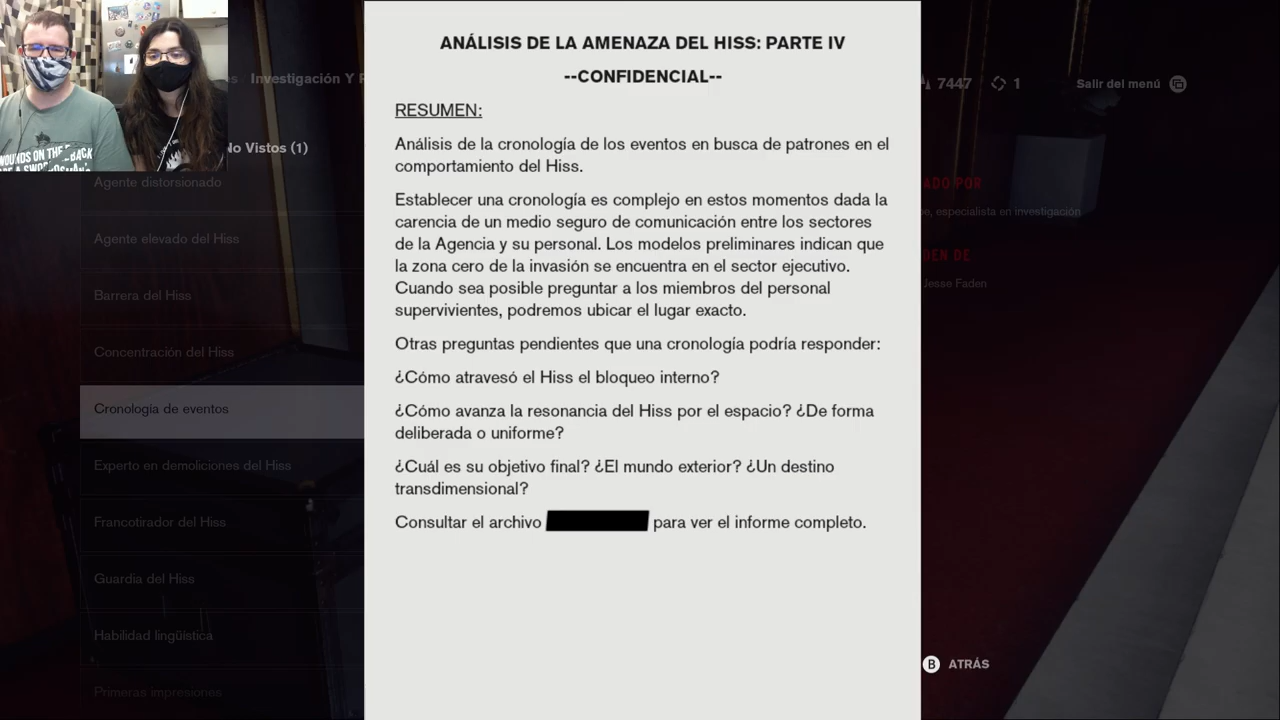 ANÁLISIS DE LA AMENAZA DEL HISS: PARTE IV
--CONFIDENCIAL--
RESUMEN:
Análisis de la cronología de los eventos en busca de patrones en el
comportamiento del Hiss.
Establecer una cronología es complejo en estos momentos dada la
carencia de un medio seguro de comunicación entre los sectores
de la Agencia y su personal. Los modelos preliminares indican que
la zona cero de la invasión se encuentra en el sector ejecutivo.
Cuando sea posible preguntar a los miembros del personal
supervivientes, podremos ubicar el lugar exacto.
Otras preguntas pendientes que una cronología podría responder:
¿Cómo atravesó el Hiss el bloqueo interno?
¿Cómo avanza la resonancia del Hiss por el espacio? ¿De forma
deliberada o uniforme?
¿Cuál es su objetivo final? ¿El mundo exterior? ¿Un destino
transdimensional?
Consultar el archivo para ver el informe completo.
Investigación Y
7447
1
Salir del menú
No Vistos (1)
Agente distorsionado
Agente elevado del Hiss
Barrera del Hiss
Concentración del Hiss
Cronología de eventos
Experto en demoliciones del Hiss
Francotirador del Hiss
Guardia del Hiss
Habilidad lingüística
Primeras impresiones
ADO POR
especialista en investigación
DEN DE
Jesse Faden
B ATRÁS
WOUNDS ON THE BACK